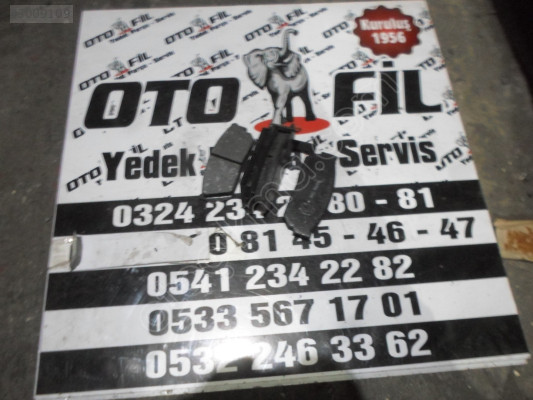 Kuruluş
1956
OTO FİL
Yedek Servis
0324 234 80 - 81
0 81 45 - 46 - 47
0541 234 22 82
0533 567 17 01
0532 246 33 62